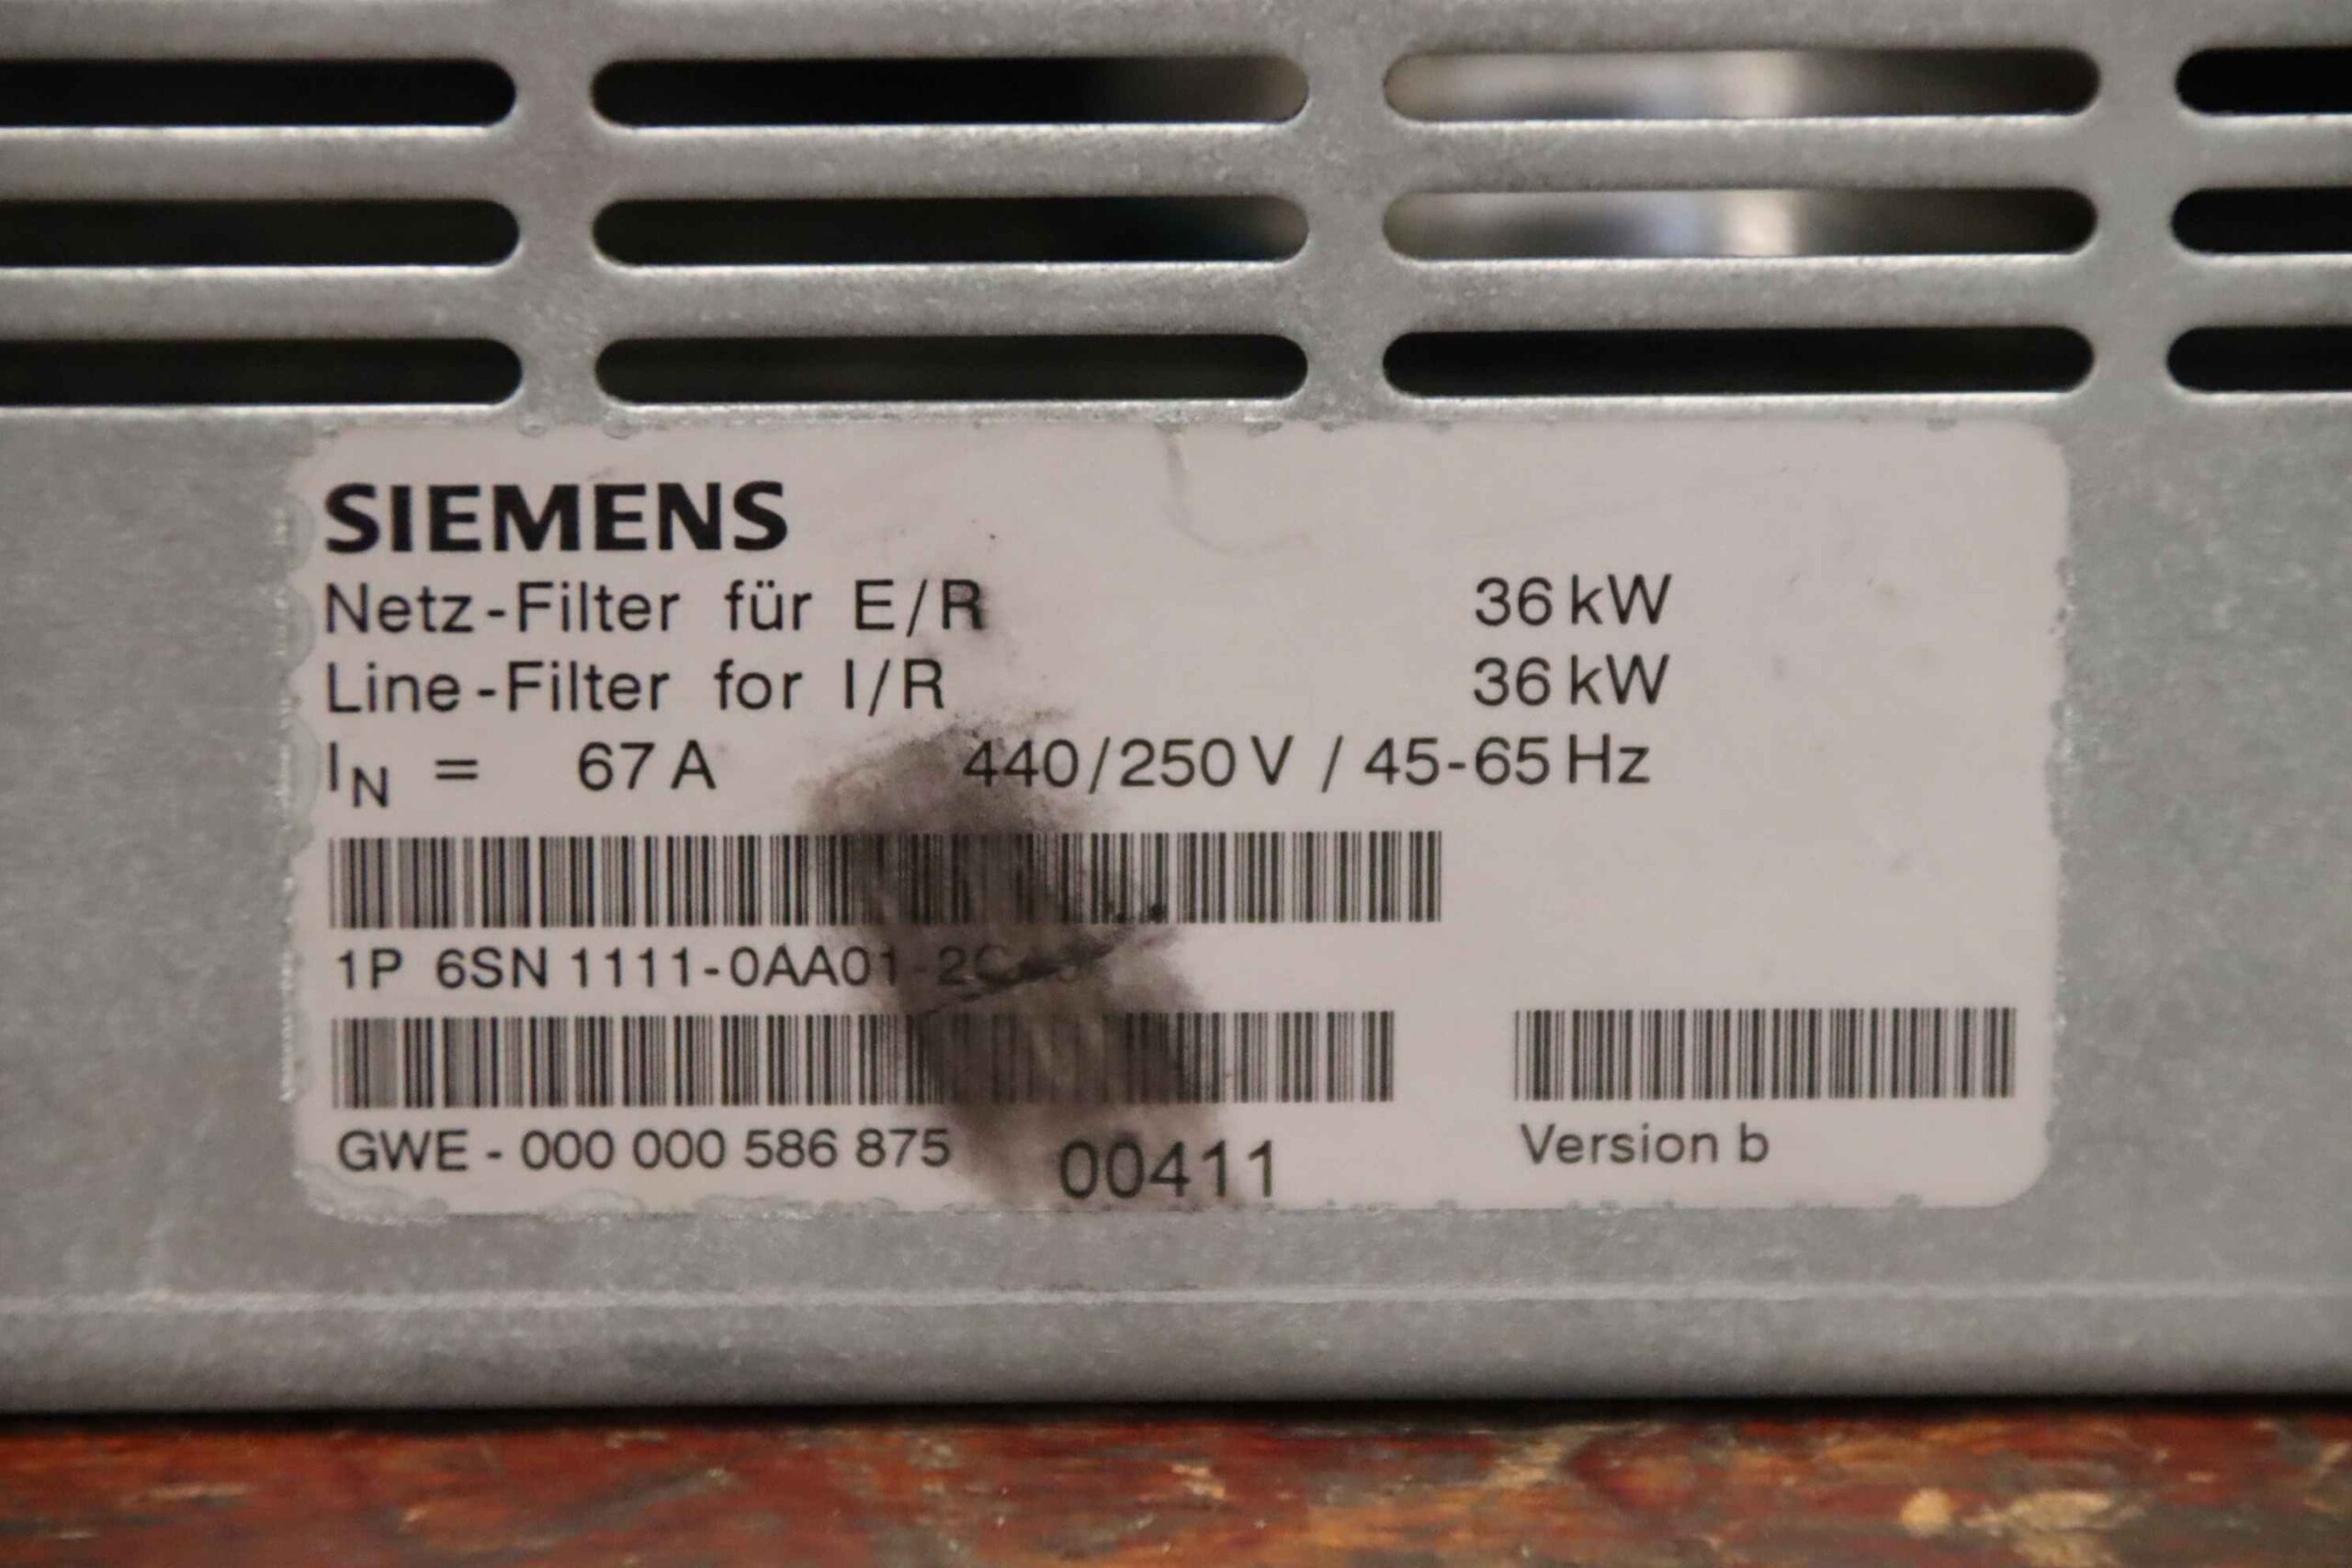 SIEMENS
Netz-Filter für E/R 36 kW
Line-Filter for I/R 36 kW
IN = 67 A 440/250 V / 45-65 Hz
1P 6SN 1111-0AA01
GWE - 000 000 586 875 00411 Version b